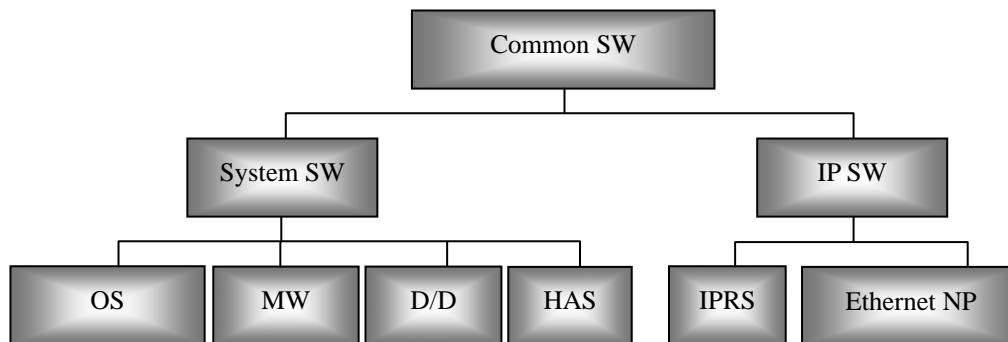 Common SW
System SW
IP SW
OS
MW
D/D
HAS
IPRS
Ethernet NP